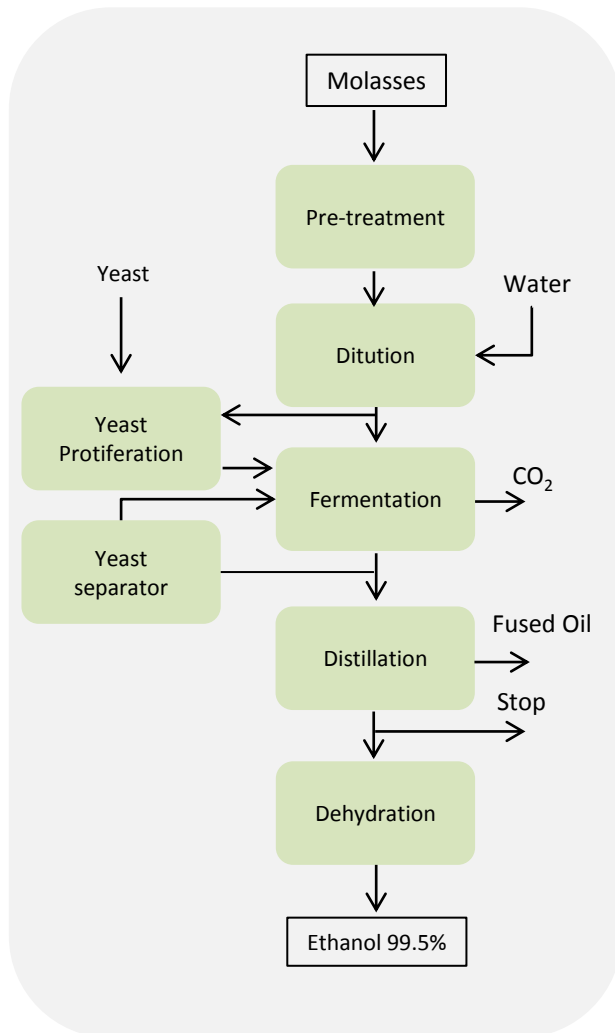 Molasses
Pre-treatment
Yeast
Water
Ditution
Yeast
Protiferation
Fermentation
CO₂
Yeast
separator
Fused Oil
Distillation
Stop
Dehydration
Ethanol 99.5%